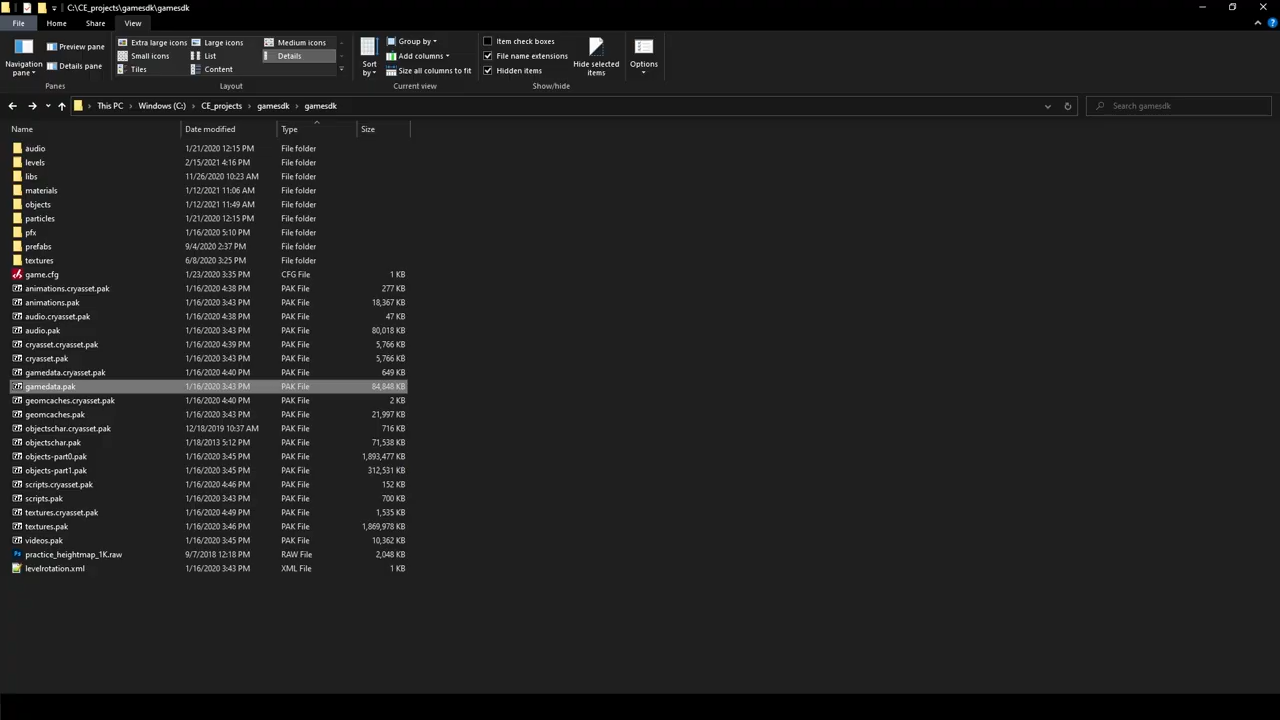 C:\CE_projects\gamesdk\gamesdk
File Home Share View
Navigation pane
Preview pane
Details pane
Panes
Extra large icons Large icons Medium icons
Small icons List Details
Tiles Content
Layout
Sort by
Group by
Add columns
Size all columns to fit
Current view
Item check boxes
File name extensions
Hidden items
Hide selected items
Show/hide
Options
This PC Windows (C:) CE_projects gamesdk gamesdk
Search gamesdk
Name Date modified Type Size
audio 1/21/2020 12:15 PM File folder
levels 2/15/2021 4:16 PM File folder
libs 11/26/2020 10:23 AM File folder
materials 1/12/2021 11:06 AM File folder
objects 1/12/2021 11:49 AM File folder
particles 1/21/2020 12:15 PM File folder
pfx 1/16/2020 5:10 PM File folder
prefabs 9/4/2020 2:37 PM File folder
textures 6/8/2020 3:25 PM File folder
game.cfg 1/23/2020 3:35 PM CFG File 1 KB
animations.cryasset.pak 1/16/2020 4:38 PM PAK File 277 KB
animations.pak 1/16/2020 3:43 PM PAK File 18,367 KB
audio.cryasset.pak 1/16/2020 4:38 PM PAK File 47 KB
audio.pak 1/16/2020 3:43 PM PAK File 80,018 KB
cryasset.cryasset.pak 1/16/2020 4:39 PM PAK File 5,766 KB
cryasset.pak 1/16/2020 3:43 PM PAK File 5,766 KB
gamedata.cryasset.pak 1/16/2020 4:40 PM PAK File 649 KB
gamedata.pak 1/16/2020 3:43 PM PAK File 84,848 KB
geomcaches.cryasset.pak 1/16/2020 4:40 PM PAK File 2 KB
geomcaches.pak 1/16/2020 3:43 PM PAK File 21,997 KB
objectschar.cryasset.pak 12/18/2019 10:37 AM PAK File 716 KB
objectschar.pak 1/18/2013 5:12 PM PAK File 71,538 KB
objects-part0.pak 1/16/2020 3:45 PM PAK File 1,893,477 KB
objects-part1.pak 1/16/2020 3:45 PM PAK File 312,531 KB
scripts.cryasset.pak 1/16/2020 4:46 PM PAK File 152 KB
scripts.pak 1/16/2020 3:43 PM PAK File 700 KB
textures.cryasset.pak 1/16/2020 4:49 PM PAK File 1,535 KB
textures.pak 1/16/2020 3:46 PM PAK File 1,869,978 KB
videos.pak 1/16/2020 3:45 PM PAK File 10,362 KB
practice_heightmap_1K.raw 9/7/2018 12:18 PM RAW File 2,048 KB
levelrotation.xml 1/16/2020 3:43 PM XML File 1 KB